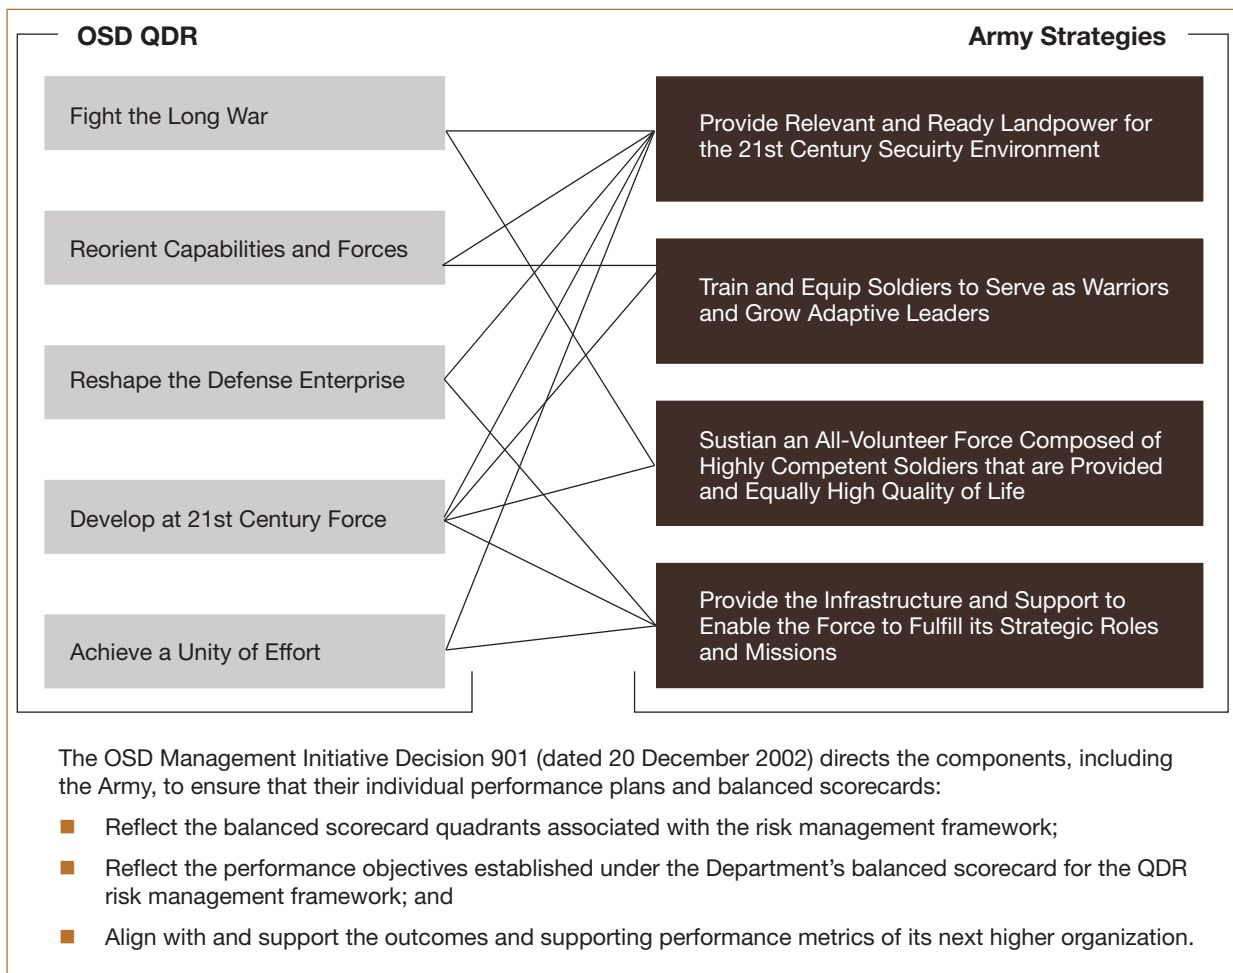 OSD QDR
Army Strategies
Fight the Long War
Reorient Capabilities and Forces
Reshape the Defense Enterprise
Develop at 21st Century Force
Achieve a Unity of Effort
Provide Relevant and Ready Landpower for
the 21st Century Secuirty Environment
Train and Equip Soldiers to Serve as Warriors
and Grow Adaptive Leaders
Sustian an All-Volunteer Force Composed of
Highly Competent Soldiers that are Provided
and Equally High Quality of Life
Provide the Infrastructure and Support to
Enable the Force to Fulfill its Strategic Roles
and Missions
The OSD Management Initiative Decision 901 (dated 20 December 2002) directs the components, including
the Army, to ensure that their individual performance plans and balanced scorecards:
■ Reflect the balanced scorecard quadrants associated with the risk management framework;
■ Reflect the performance objectives established under the Department’s balanced scorecard for the QDR
risk management framework; and
■ Align with and support the outcomes and supporting performance metrics of its next higher organization.